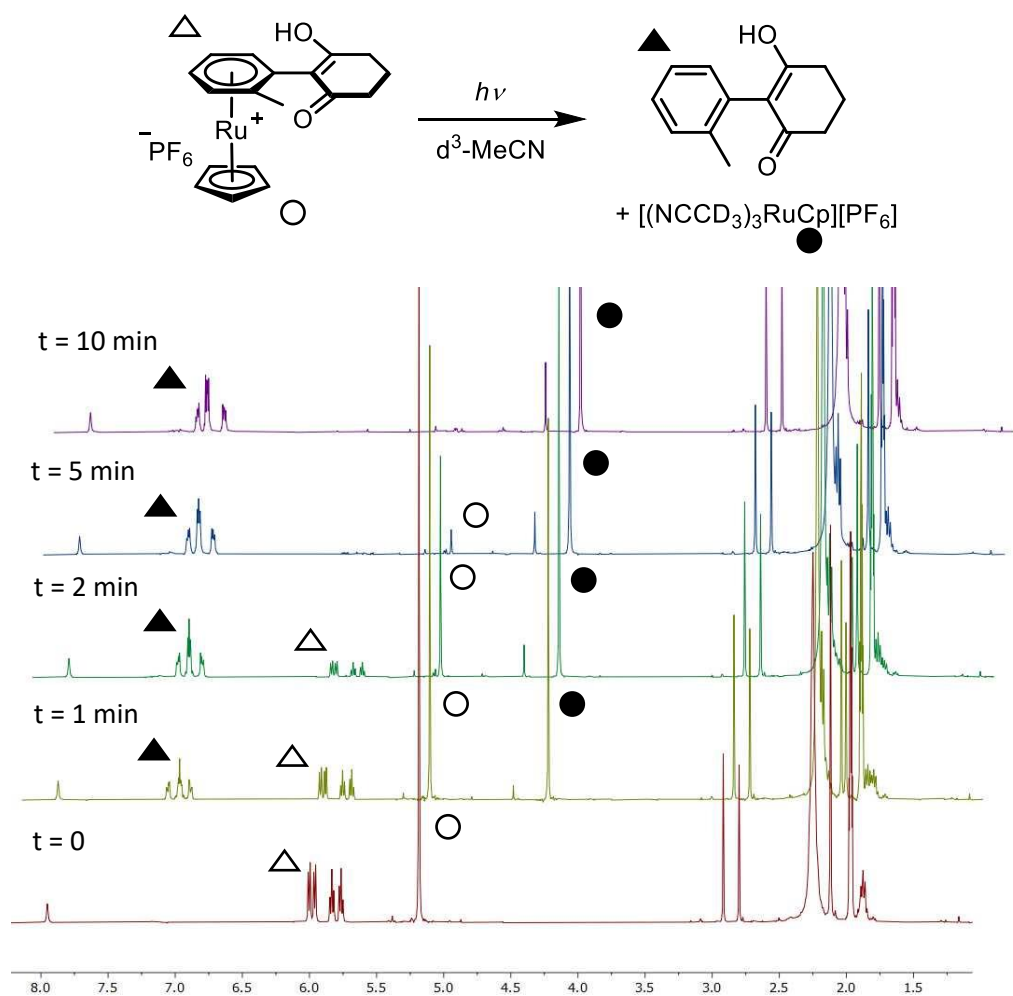 HO
O
Ru+
−
PF6
hν
d3-MeCN
HO
O
+ [(NCCD3)3RuCp][PF6]
t = 10 min
t = 5 min
t = 2 min
t = 1 min
t = 0
8.0 7.5 7.0 6.5 6.0 5.5 5.0 4.5 4.0 3.5 3.0 2.5 2.0 1.5